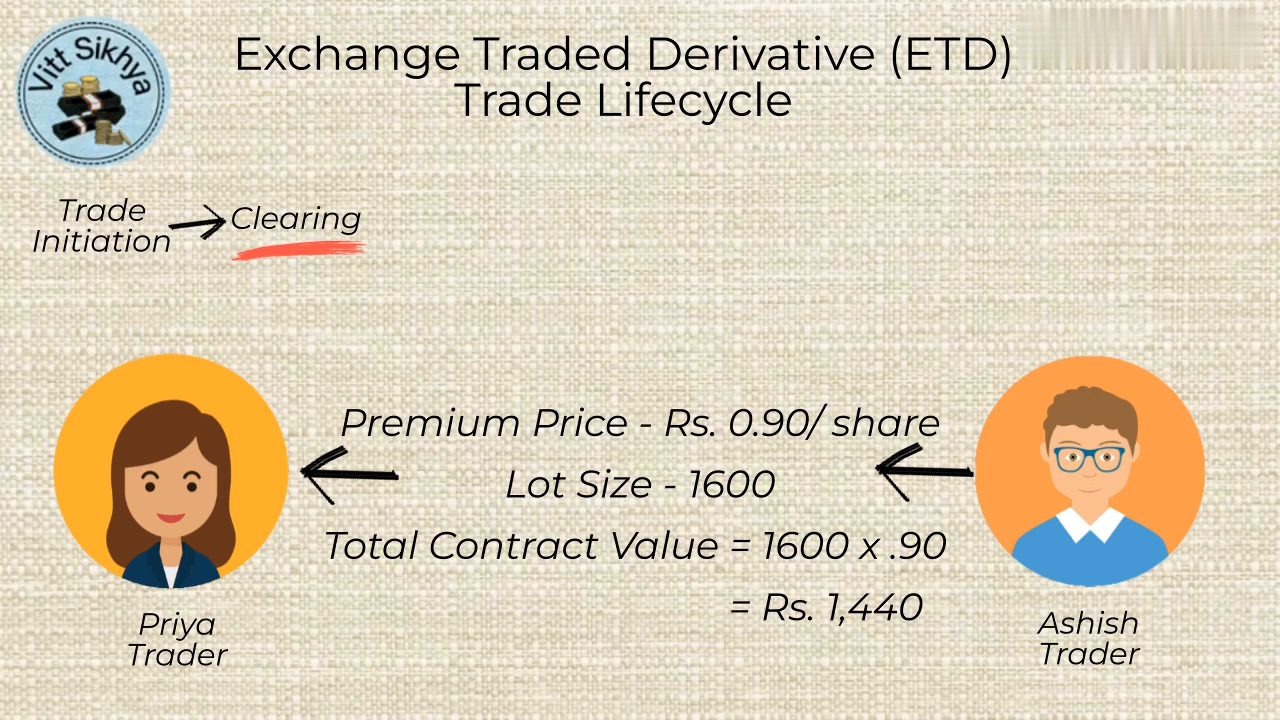 Vitt Sikhya
Exchange Traded Derivative (ETD)
Trade Lifecycle
Trade
Initiation
Clearing
Premium Price - Rs. 0.90/ share
Lot Size - 1600
Total Contract Value = 1600 x .90
= Rs. 1,440
Priya
Trader
Ashish
Trader